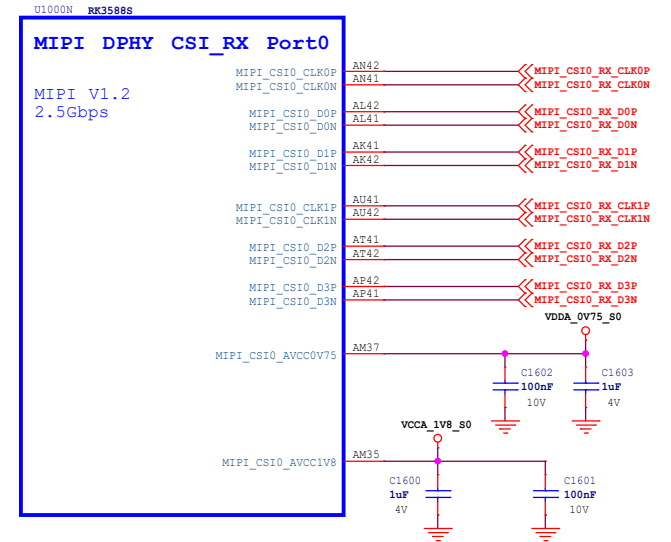 U1000N RK3588S
MIPI DPHY CSI_RX Port0
MIPI V1.2
2.5Gbps
MIPI_CSI0_CLK0P AN42 MIPI_CSI0_RX_CLK0P
MIPI_CSI0_CLK0N AN41 MIPI_CSI0_RX_CLK0N
MIPI_CSI0_D0P AL42 MIPI_CSI0_RX_D0P
MIPI_CSI0_D0N AL41 MIPI_CSI0_RX_D0N
MIPI_CSI0_D1P AK41 MIPI_CSI0_RX_D1P
MIPI_CSI0_D1N AK42 MIPI_CSI0_RX_D1N
MIPI_CSI0_CLK1P AU41 MIPI_CSI0_RX_CLK1P
MIPI_CSI0_CLK1N AU42 MIPI_CSI0_RX_CLK1N
MIPI_CSI0_D2P AT41 MIPI_CSI0_RX_D2P
MIPI_CSI0_D2N AT42 MIPI_CSI0_RX_D2N
MIPI_CSI0_D3P AP42 MIPI_CSI0_RX_D3P
MIPI_CSI0_D3N AP41 MIPI_CSI0_RX_D3N
VDDA_0V75_S0
MIPI_CSI0_AVCC0V75 AM37
C1602 C1603
100nF 1uF
10V 4V
VCCA_1V8_S0
MIPI_CSI0_AVCC1V8 AM35
C1600 C1601
1uF 100nF
4V 10V